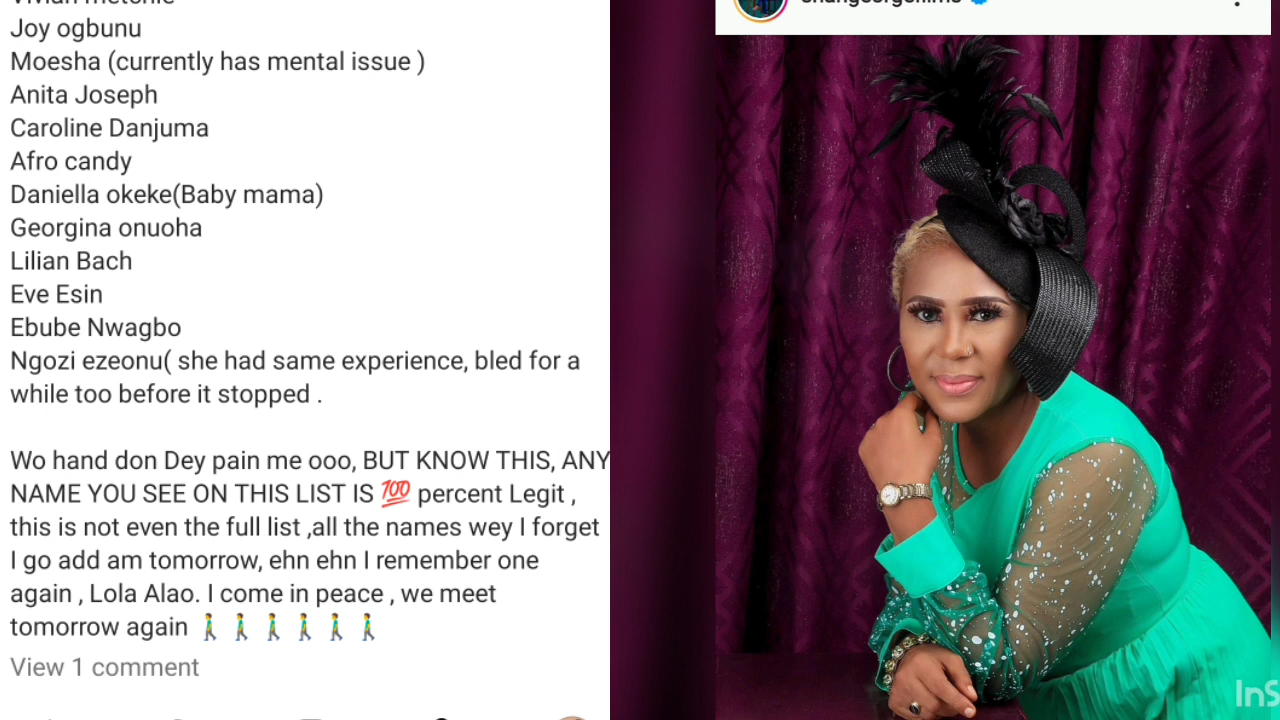 Joy ogbunu
Moesha (currently has mental issue )
Anita Joseph
Caroline Danjuma
Afro candy
Daniella okeke(Baby mama)
Georgina onuoha
Lilian Bach
Eve Esin
Ebube Nwagbo
Ngozi ezeonu( she had same experience, bled for a
while too before it stopped .
Wo hand don Dey pain me ooo, BUT KNOW THIS, ANY
NAME YOU SEE ON THIS LIST IS 💯 percent Legit ,
this is not even the full list ,all the names wey I forget
I go add am tomorrow, ehn ehn I remember one
again , Lola Alao. I come in peace , we meet
tomorrow again 🚶‍♂️🚶‍♂️🚶‍♂️🚶‍♂️🚶‍♂️🚶‍♂️
View 1 comment
InS